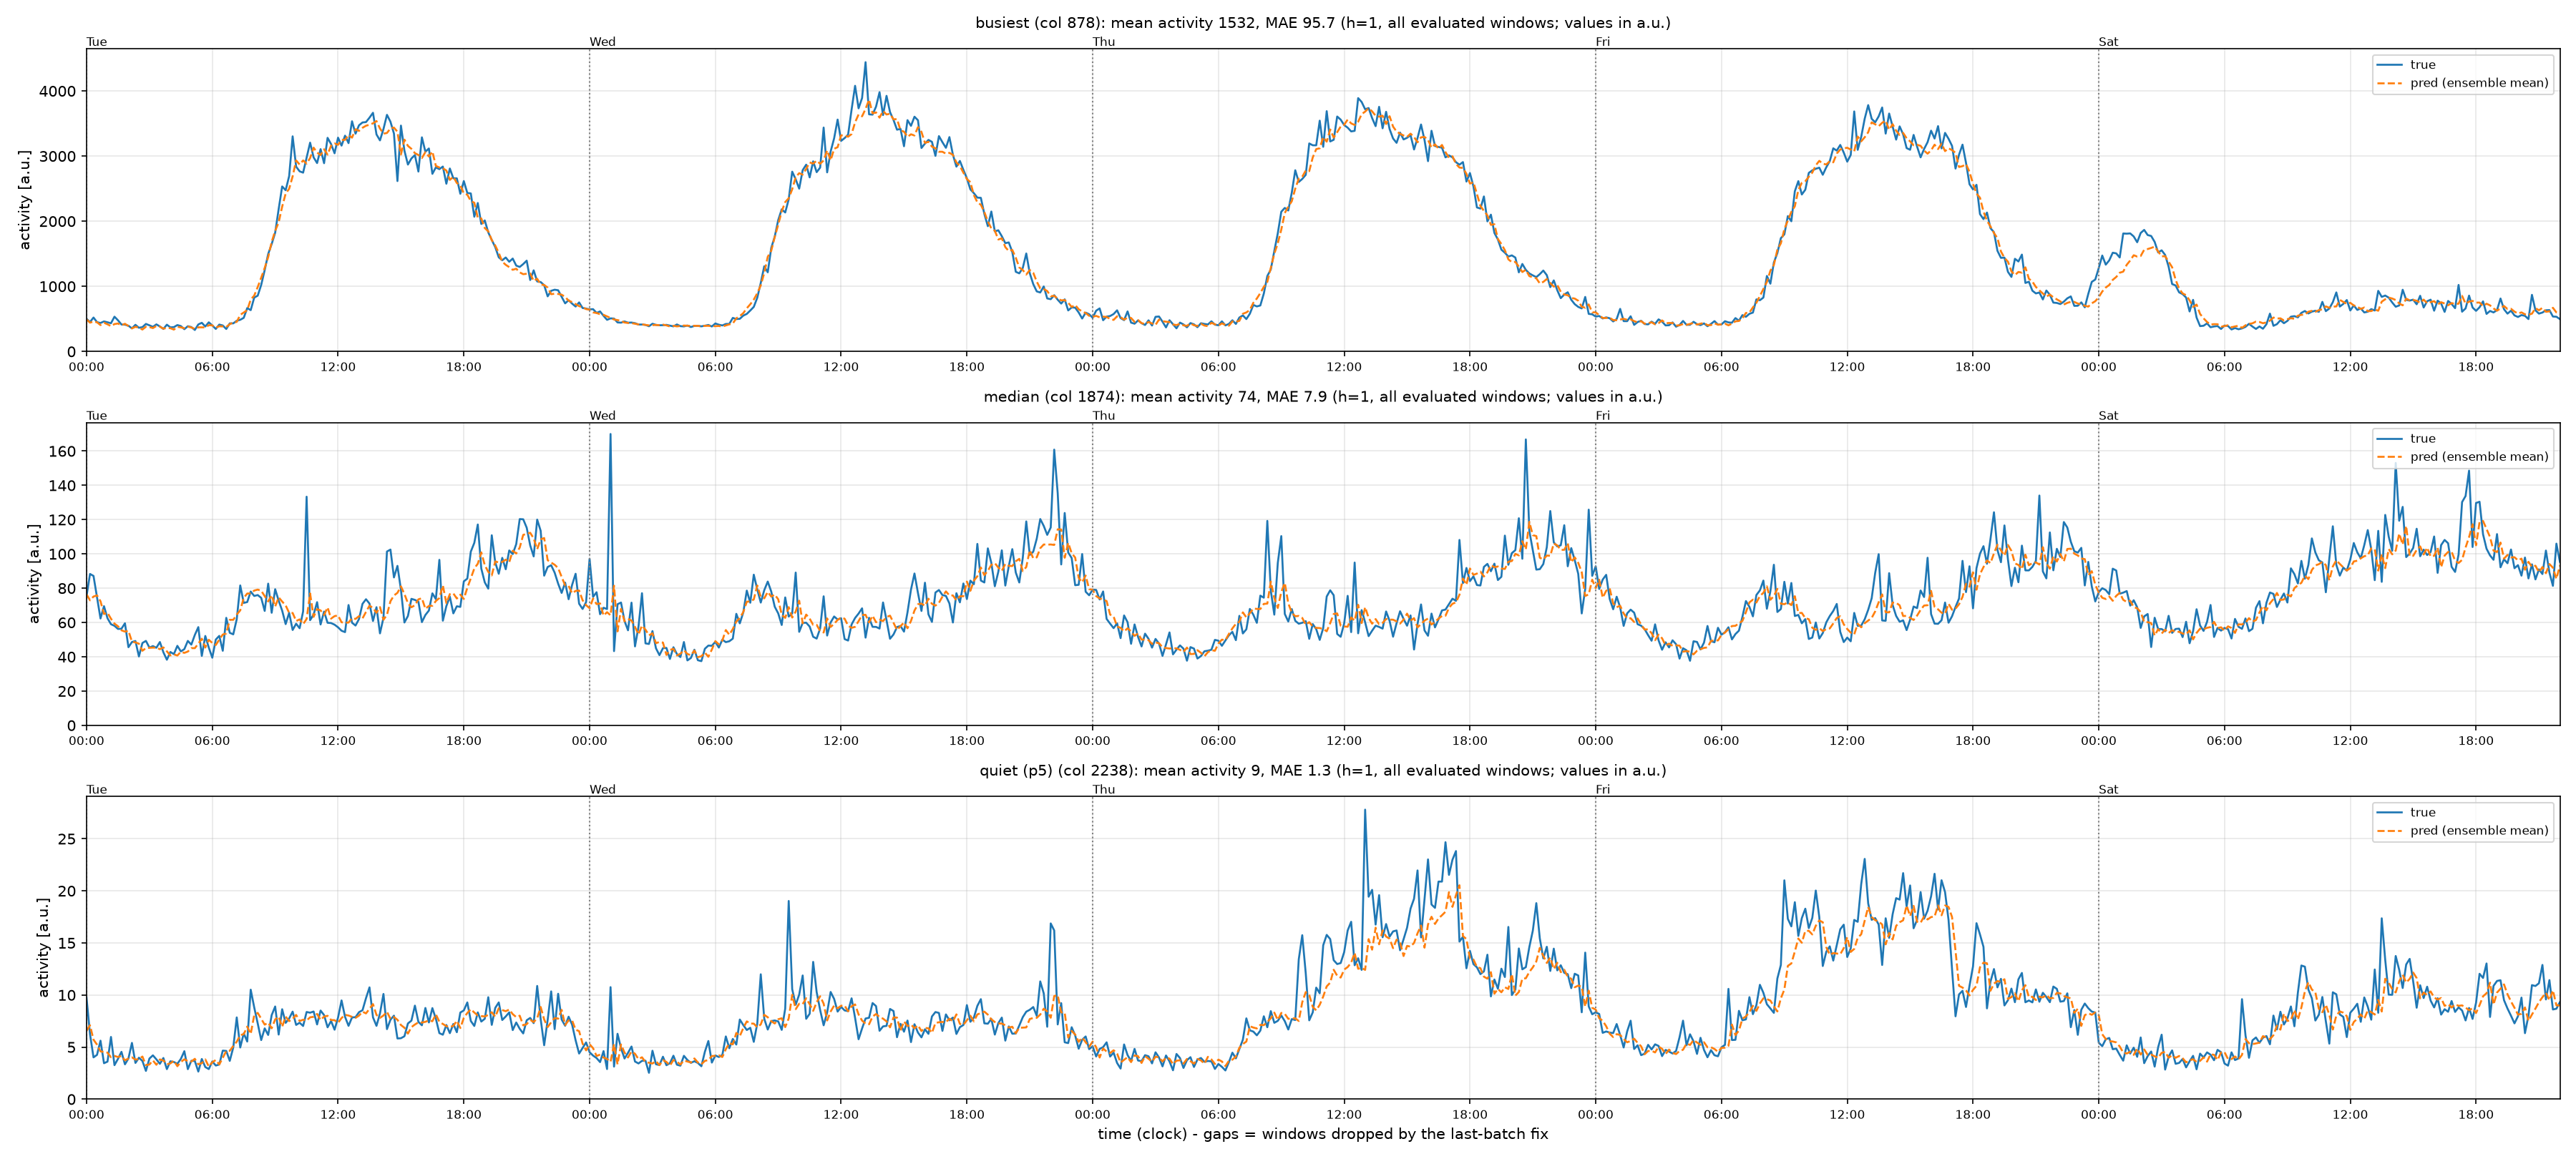 busiest (col 878): mean activity 1532, MAE 95.7 (h=1, all evaluated windows; values in a.u.)
Tue Wed Thu Fri Sat
true
pred (ensemble mean)
4000
3000
2000
1000
0
activity [a.u.]
00:00 06:00 12:00 18:00 00:00 06:00 12:00 18:00 00:00 06:00 12:00 18:00 00:00 06:00 12:00 18:00 00:00 06:00 12:00 18:00
median (col 1874): mean activity 74, MAE 7.9 (h=1, all evaluated windows; values in a.u.)
Tue Wed Thu Fri Sat
true
pred (ensemble mean)
160
140
120
100
80
60
40
20
0
activity [a.u.]
00:00 06:00 12:00 18:00 00:00 06:00 12:00 18:00 00:00 06:00 12:00 18:00 00:00 06:00 12:00 18:00 00:00 06:00 12:00 18:00
quiet (p5) (col 2238): mean activity 9, MAE 1.3 (h=1, all evaluated windows; values in a.u.)
Tue Wed Thu Fri Sat
true
pred (ensemble mean)
25
20
15
10
5
0
activity [a.u.]
00:00 06:00 12:00 18:00 00:00 06:00 12:00 18:00 00:00 06:00 12:00 18:00 00:00 06:00 12:00 18:00 00:00 06:00 12:00 18:00
time (clock) - gaps = windows dropped by the last-batch fix